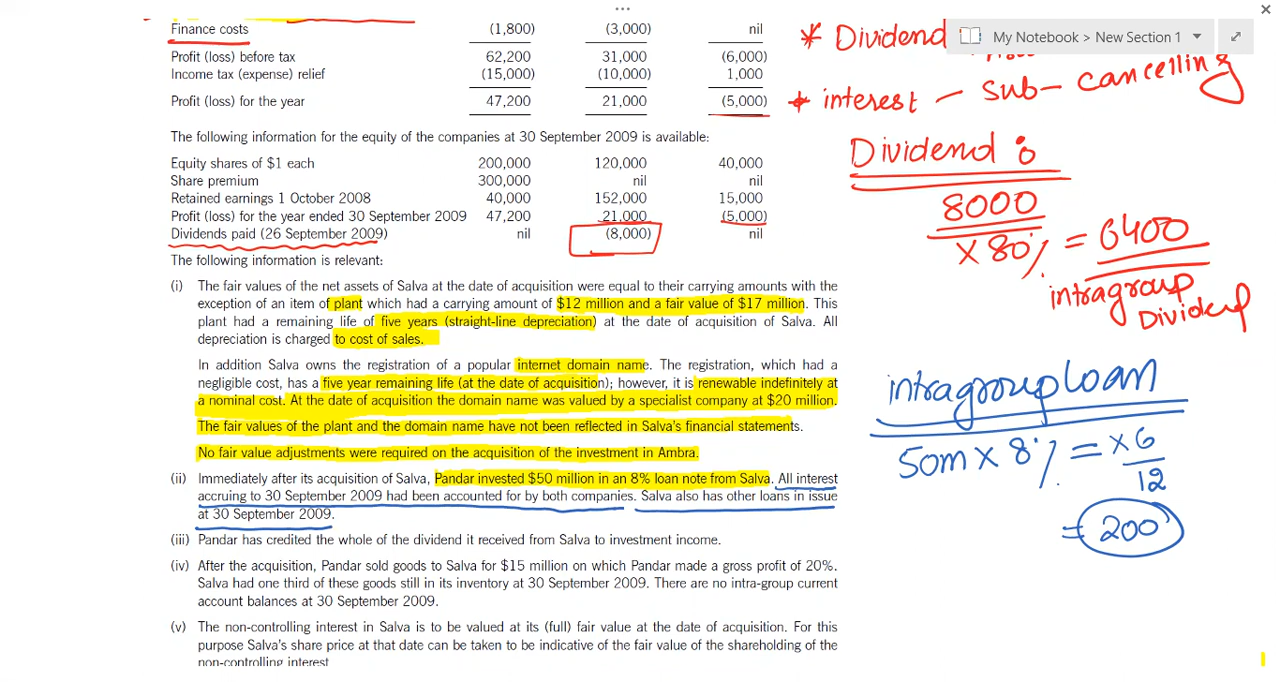 My Notebook > New Section 1
Finance costs (1,800) (3,000) nil
Profit (loss) before tax 62,200 31,000 (6,000)
Income tax (expense) relief (15,000) (10,000) 1,000
Profit (loss) for the year 47,200 21,000 (5,000)
The following information for the equity of the companies at 30 September 2009 is available:
Equity shares of $1 each 200,000 120,000 40,000
Share premium 300,000 nil nil
Retained earnings 1 October 2008 40,000 152,000 15,000
Profit (loss) for the year ended 30 September 2009 47,200 21,000 (5,000)
Dividends paid (26 September 2009) nil (8,000) nil
The following information is relevant:
(i) The fair values of the net assets of Salva at the date of acquisition were equal to their carrying amounts with the
exception of an item of plant which had a carrying amount of $12 million and a fair value of $17 million. This
plant had a remaining life of five years (straight-line depreciation) at the date of acquisition of Salva. All
depreciation is charged to cost of sales.
In addition Salva owns the registration of a popular internet domain name. The registration, which had a
negligible cost, has a five year remaining life (at the date of acquisition); however, it is renewable indefinitely at
a nominal cost. At the date of acquisition the domain name was valued by a specialist company at $20 million.
The fair values of the plant and the domain name have not been reflected in Salva's financial statements.
No fair value adjustments were required on the acquisition of the investment in Ambra.
(ii) Immediately after its acquisition of Salva, Pandar invested $50 million in an 8% loan note from Salva. All interest
accruing to 30 September 2009 had been accounted for by both companies. Salva also has other loans in issue
at 30 September 2009.
(iii) Pandar has credited the whole of the dividend it received from Salva to investment income.
(iv) After the acquisition, Pandar sold goods to Salva for $15 million on which Pandar made a gross profit of 20%.
Salva had one third of these goods still in its inventory at 30 September 2009. There are no intra-group current
account balances at 30 September 2009.
(v) The non-controlling interest in Salva is to be valued at its (full) fair value at the date of acquisition. For this
purpose Salva's share price at that date can be taken to be indicative of the fair value of the shareholding of the
non-controlling interest
* Dividend
* interest – Sub – cancelling
Dividend :
8000
x 80% = 6400
intragroup
Dividend
intragroup loan
50m x 8% = x 6
12
= 200